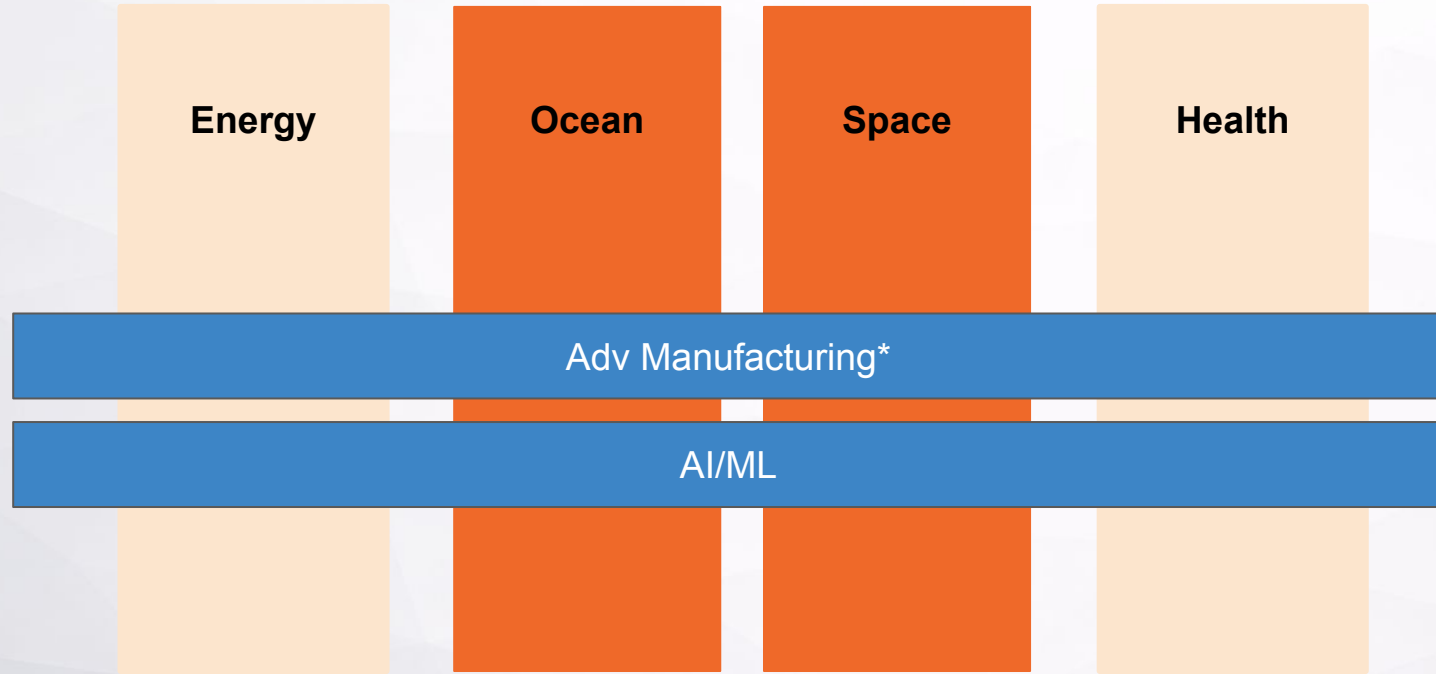 Energy
Ocean
Space
Health
Adv Manufacturing*
AI/ML